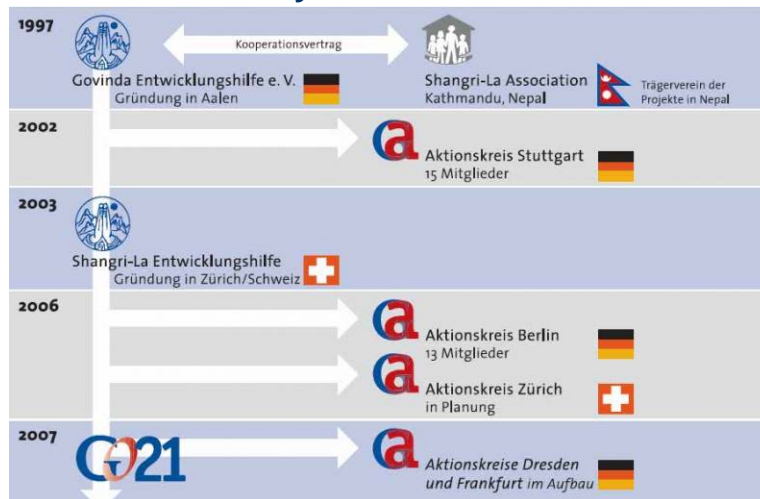 1997
Kooperationsvertrag
Govinda Entwicklungshilfe e. V.
Gründung in Aalen
Shangri-La Association
Kathmandu, Nepal
Trägerverein der
Projekte in Nepal
2002
Aktionskreis Stuttgart
15 Mitglieder
2003
Shangri-La Entwicklungshilfe
Gründung in Zürich/Schweiz
2006
Aktionskreis Berlin
13 Mitglieder
Aktionskreis Zürich
in Planung
2007
GO21
Aktionskreise Dresden
und Frankfurt im Aufbau